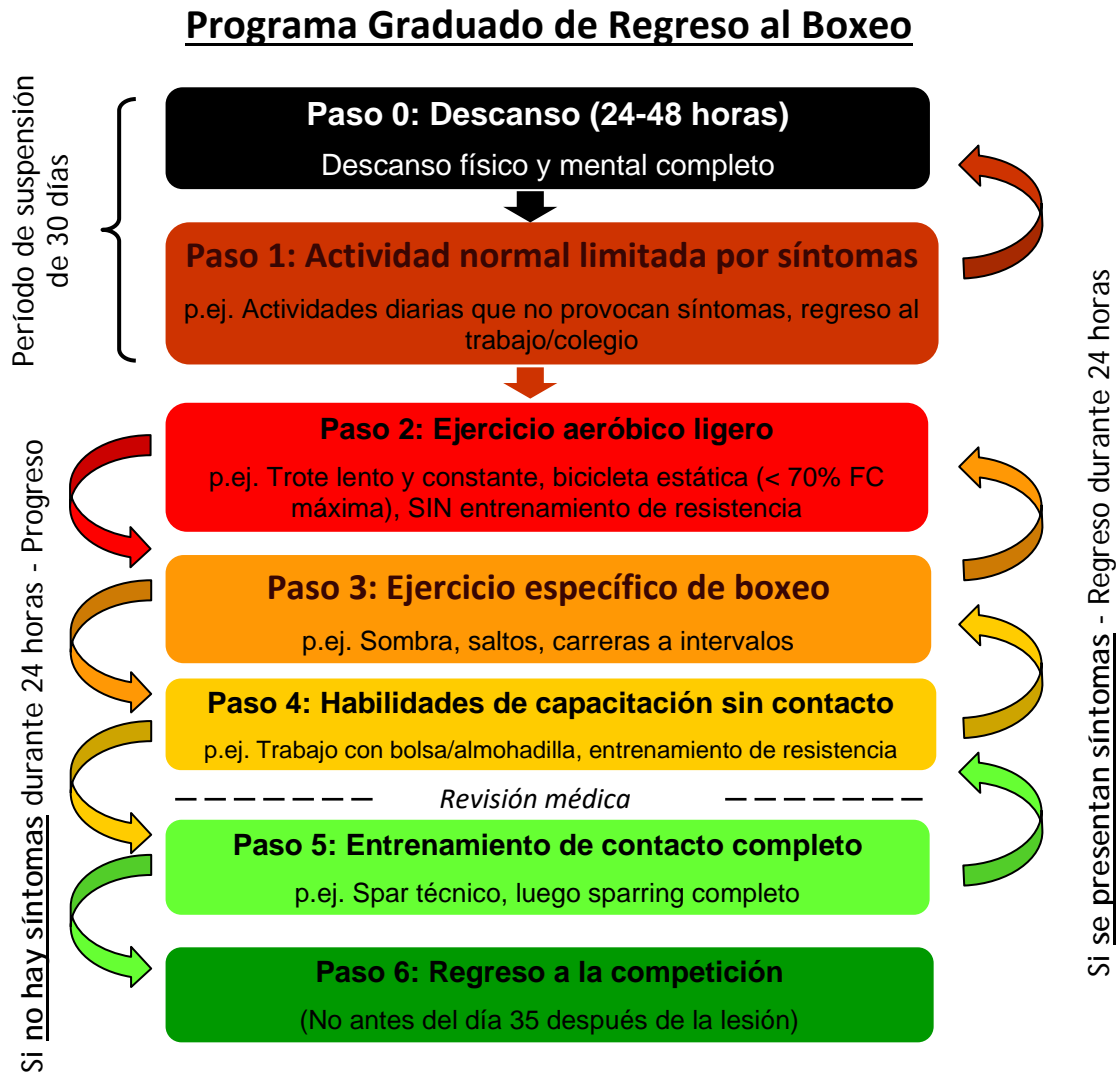 Programa Graduado de Regreso al Boxeo
Período de suspensión
de 30 días
Paso 0: Descanso (24-48 horas)
Descanso físico y mental completo
Paso 1: Actividad normal limitada por síntomas
p.ej. Actividades diarias que no provocan síntomas, regreso al
trabajo/colegio
Paso 2: Ejercicio aeróbico ligero
p.ej. Trote lento y constante, bicicleta estática (< 70% FC
máxima), SIN entrenamiento de resistencia
Paso 3: Ejercicio específico de boxeo
p.ej. Sombra, saltos, carreras a intervalos
Paso 4: Habilidades de capacitación sin contacto
p.ej. Trabajo con bolsa/almohadilla, entrenamiento de resistencia
Revisión médica
Paso 5: Entrenamiento de contacto completo
p.ej. Spar técnico, luego sparring completo
Paso 6: Regreso a la competición
(No antes del día 35 después de la lesión)
Si no hay síntomas durante 24 horas - Progreso
Si se presentan síntomas - Regreso durante 24 horas